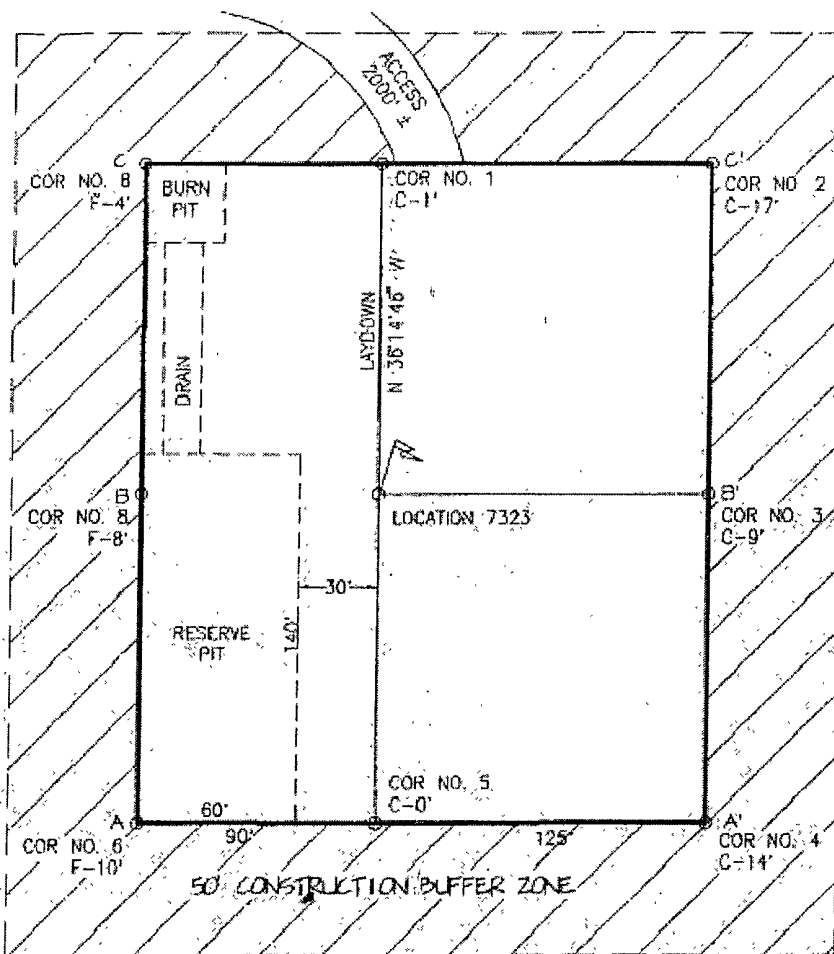 ACCESS
2000' ±
C
C'
COR NO. 8
F-4'
BURN
PIT
COR NO. 1
C-1'
COR NO. 2
C-17'
LAYDOWN
N 36°14'46" W
DRAIN
N
B
COR NO. 8
F-8'
LOCATION 7323
B'
COR NO. 3
C-9'
30'
RESERVE
PIT
140'
COR NO. 5
C-0'
A
60'
90'
125'
A'
COR NO. 6
F-10'
COR NO. 4
C-14'
50' CONSTRUCTION BUFFER ZONE